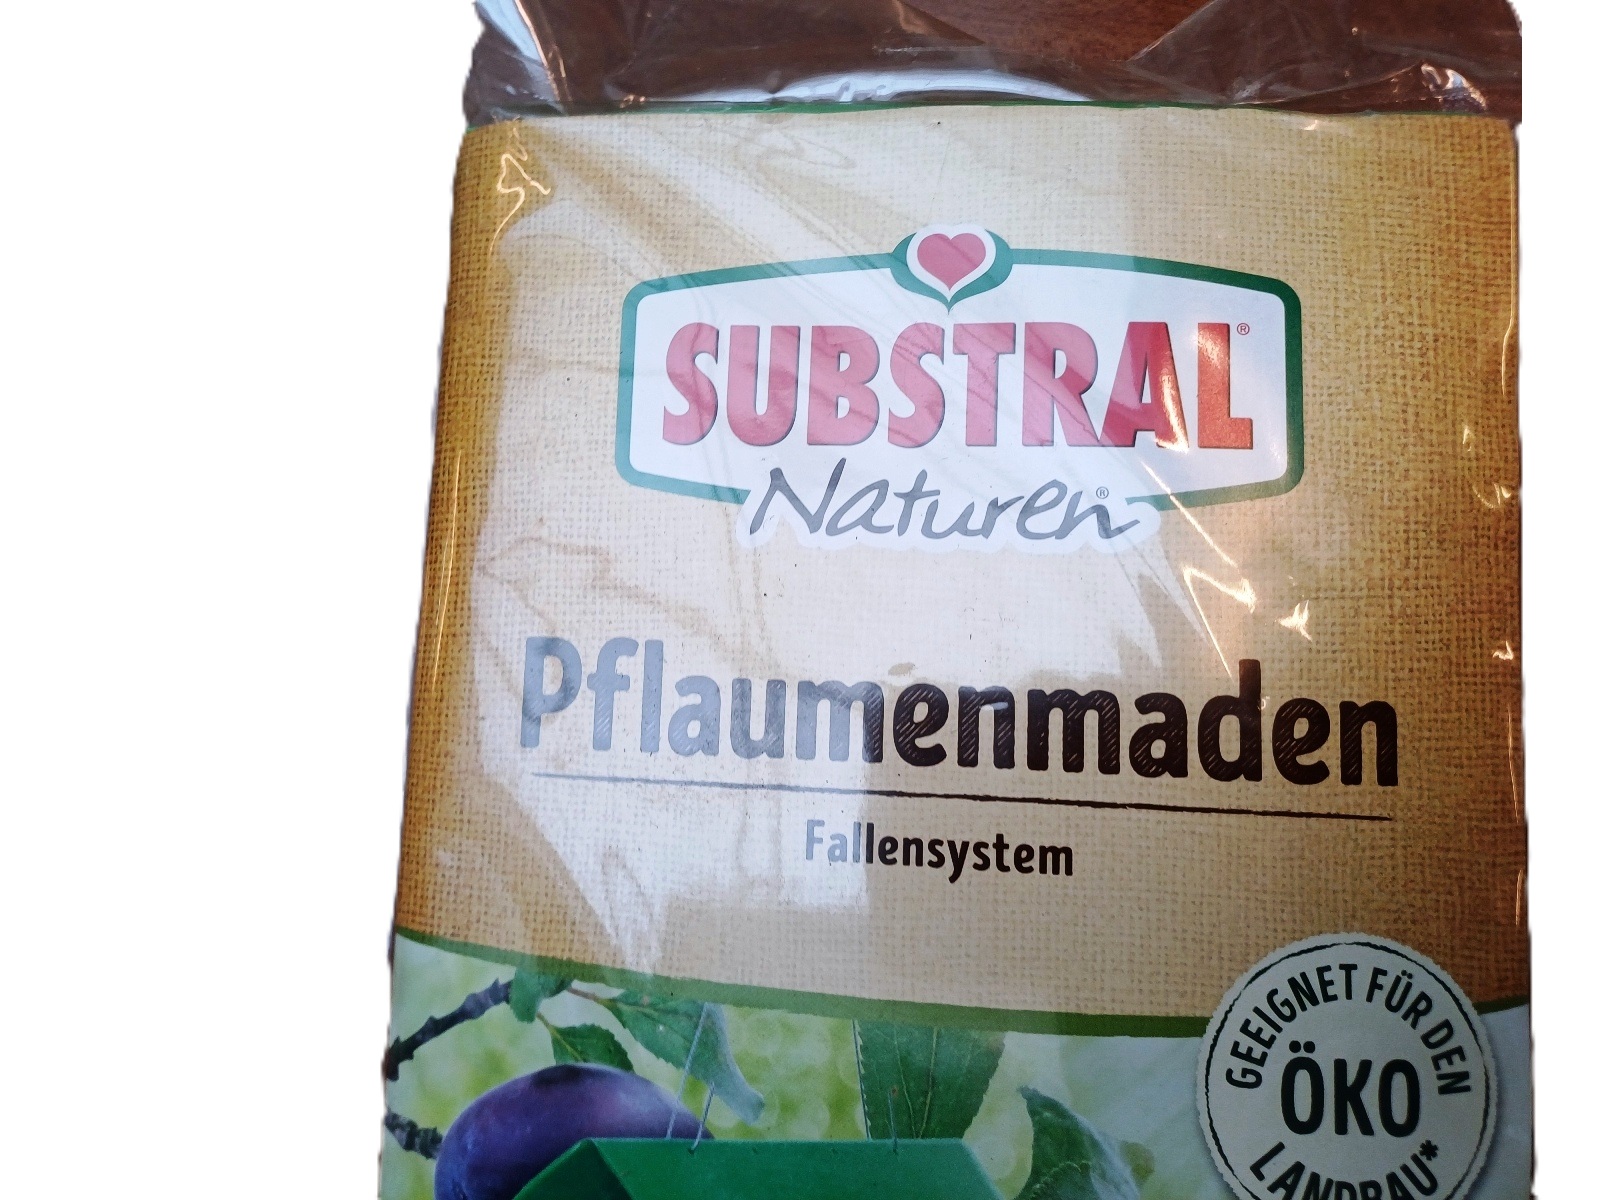 SUBSTRAL®
Naturen®
Pflaumenmaden
Fallensystem
GEEIGNET FÜR DEN
ÖKO
LANDBAU*